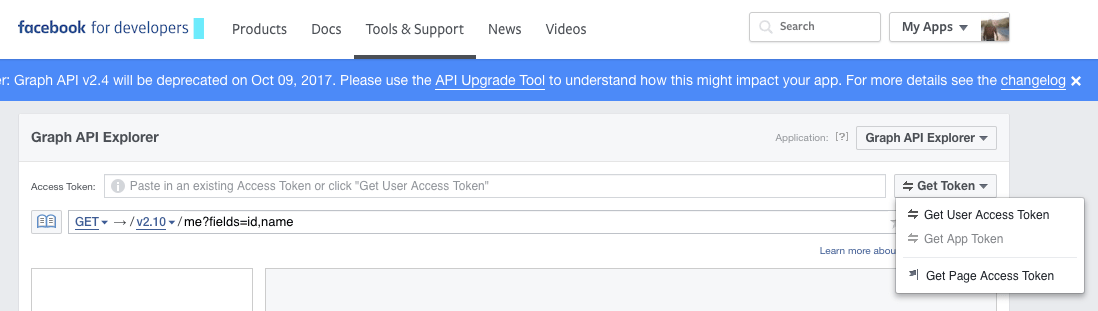 facebook for developers Products Docs Tools & Support News Videos Search My Apps
er: Graph API v2.4 will be deprecated on Oct 09, 2017. Please use the API Upgrade Tool to understand how this might impact your app. For more details see the changelog ×
Graph API Explorer Application: [?] Graph API Explorer
Access Token: Paste in an existing Access Token or click "Get User Access Token" Get Token
GET → / v2.10 / me?fields=id,name
Get User Access Token
Get App Token
Learn more abou
Get Page Access Token